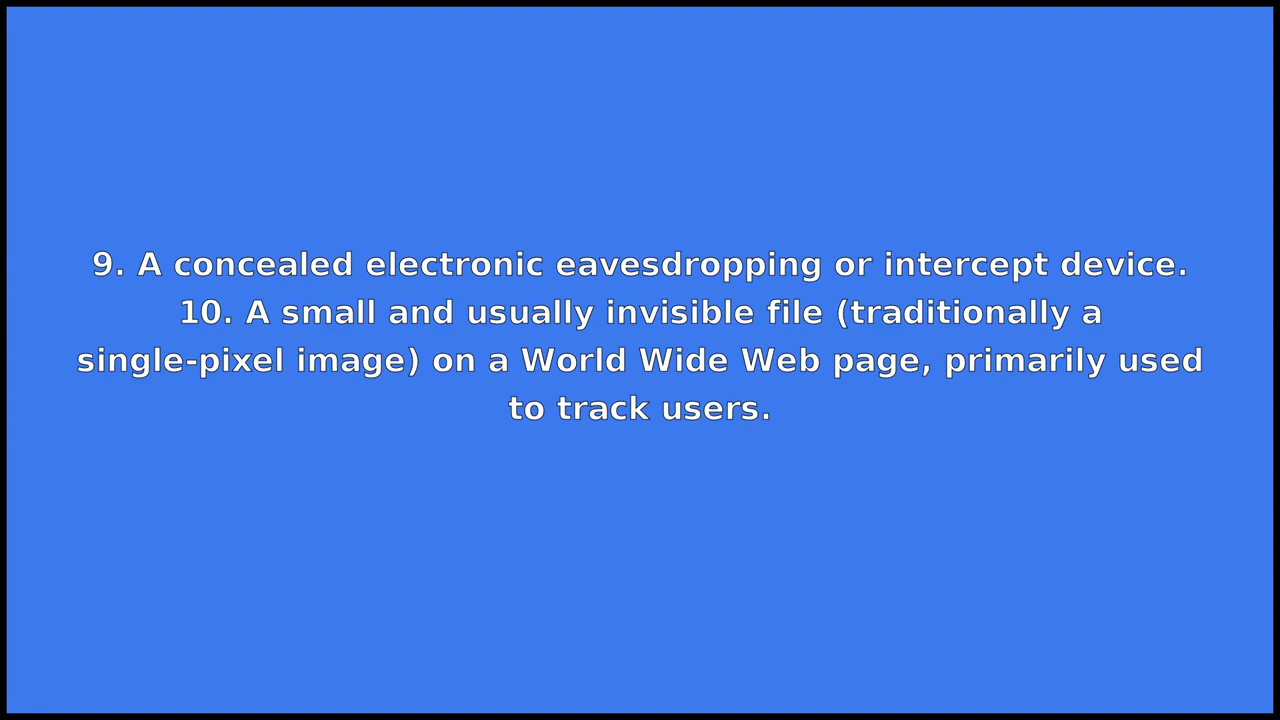 9. A concealed electronic eavesdropping or intercept device.
10. A small and usually invisible file (traditionally a
single-pixel image) on a World Wide Web page, primarily used
to track users.